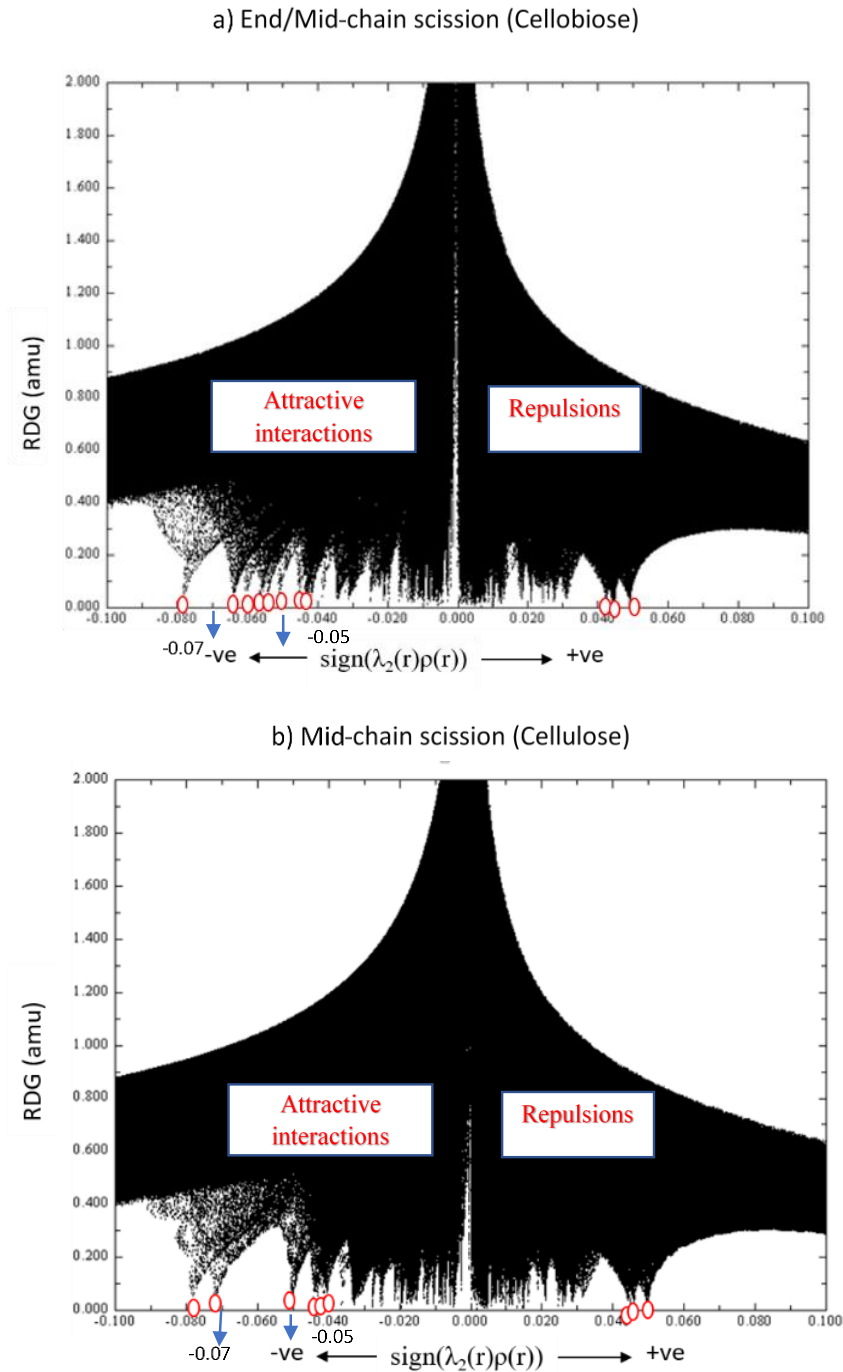 a) End/Mid-chain scission (Cellobiose)
2.000
1.800
1.600
1.400
1.200
1.000
0.800
0.600
0.400
0.200
0.000
RDG (amu)
Attractive
interactions
Repulsions
-0.100 -0.080 -0.060 -0.040 -0.020 0.000 0.020 0.040 0.060 0.080 0.100
-0.07 -0.05
-ve sign(λ2(r)ρ(r)) +ve
b) Mid-chain scission (Cellulose)
2.000
1.800
1.600
1.400
1.200
1.000
0.800
0.600
0.400
0.200
0.000
RDG (amu)
Attractive
interactions
Repulsions
-0.100 -0.080 -0.060 -0.040 -0.020 0.000 0.020 0.040 0.060 0.080 0.100
-0.07 -0.05
-ve sign(λ2(r)ρ(r)) +ve